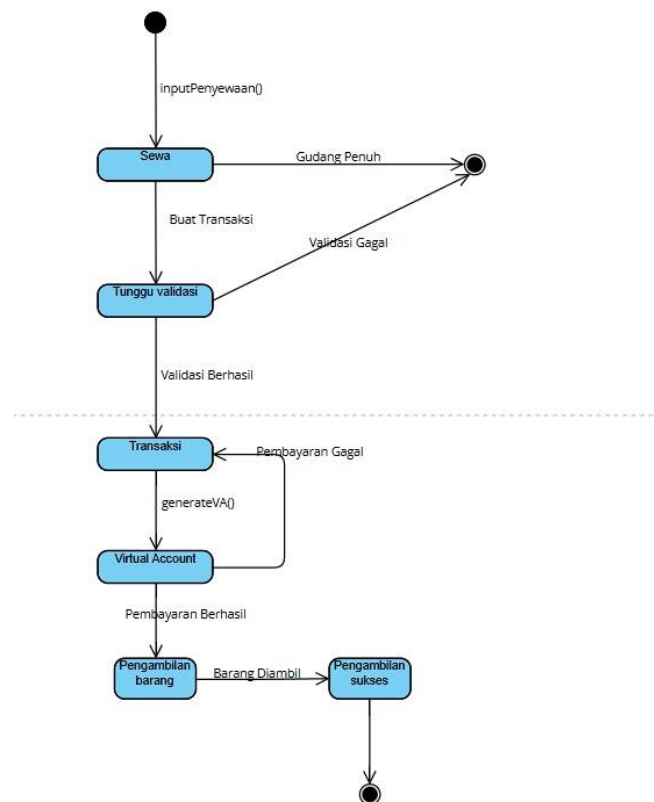 inputPenyewaan()
Sewa
Gudang Penuh
Buat Transaksi
Validasi Gagal
Tunggu validasi
Validasi Berhasil
Transaksi
Pembayaran Gagal
generateVA()
Virtual Account
Pembayaran Berhasil
Pengambilan
barang
Barang Diambil
Pengambilan
sukses